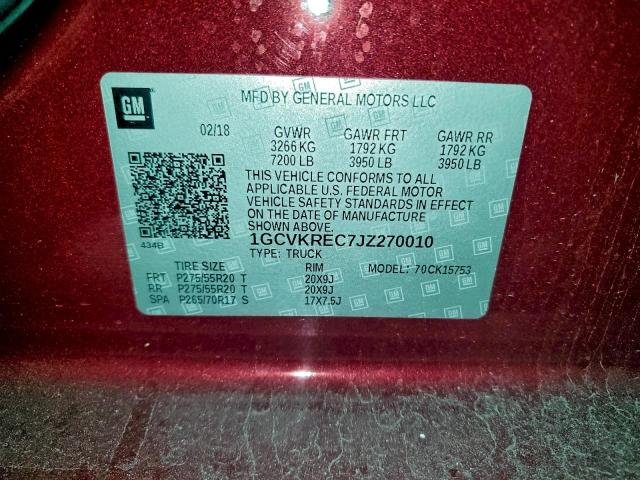 GM
MFD BY GENERAL MOTORS LLC
02/18 GVWR GAWR FRT GAWR RR
3266 KG 1792 KG 1792 KG
7200 LB 3950 LB 3950 LB
THIS VEHICLE CONFORMS TO ALL
APPLICABLE U.S. FEDERAL MOTOR
VEHICLE SAFETY STANDARDS IN EFFECT
ON THE DATE OF MANUFACTURE
SHOWN ABOVE.
434B 1GCVKREC7JZ270010
TYPE: TRUCK
TIRE SIZE RIM MODEL: 70CK15753
FRT P275/55R20 T 20X9J
RR P275/55R20 T 20X9J
SPA P265/70R17 S 17X7.5J